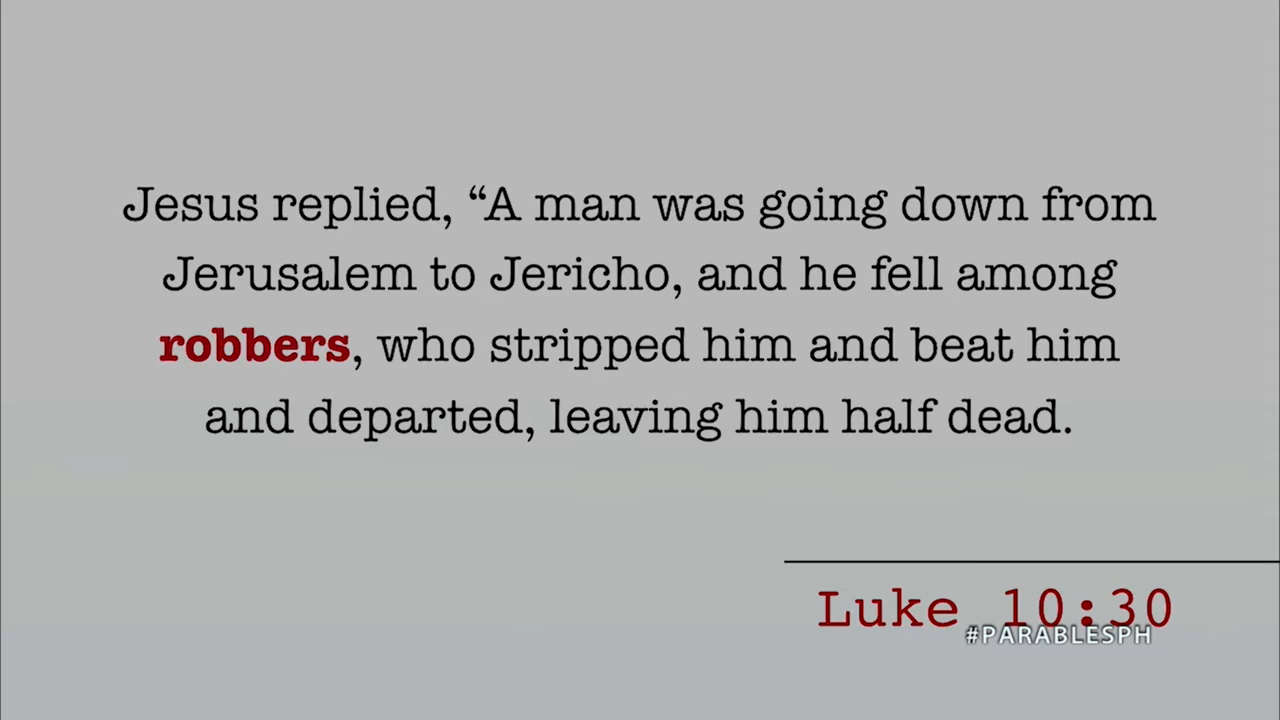 Jesus replied, “A man was going down from
Jerusalem to Jericho, and he fell among
robbers, who stripped him and beat him
and departed, leaving him half dead.
Luke 10:30
#PARABLESPH